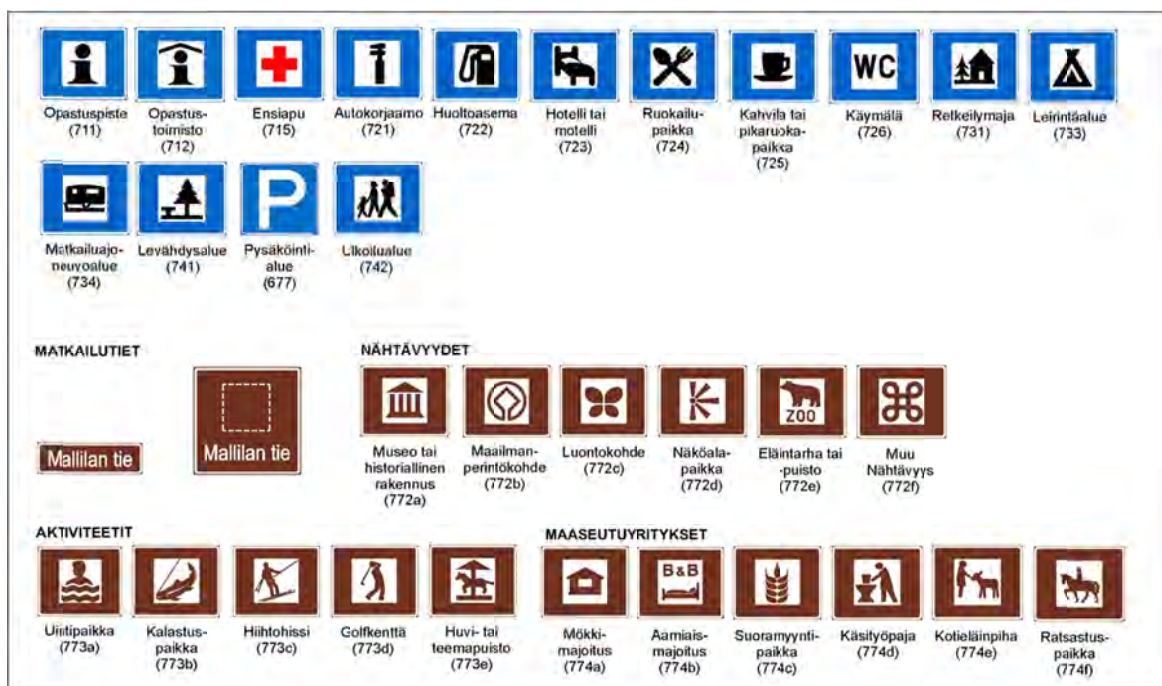 WC
Opastuspiste
(711)
Opastus-
toimisto
(712)
Ensiapu
(715)
Autokorjaamo
(721)
Huoltoasema
(722)
Hotelli tai
motelli
(723)
Ruokailu-
paikka
(724)
Kahvila tai
pikaruoka-
paikka
(725)
Käymälä
(726)
Retkeilymaja
(731)
Leirintäalue
(733)
P
Matkailuajo-
neuvoalue
(734)
Levähdysalue
(741)
Pysäköinti-
alue
(677)
Ulkoilualue
(742)
MATKAILUTIET
Mallilan tie
Mallilan tie
NÄHTÄVYYDET
ZOO
Museo tai
historiallinen
rakennus
(772a)
Maailman-
perintökohde
(772b)
Luontokohde
(772c)
Näköala-
paikka
(772d)
Eläintarha tai
-puisto
(772e)
Muu
Nähtävyys
(772f)
AKTIVITEETIT
Uintipaikka
(773a)
Kalastus-
paikka
(773b)
Hiihtohissi
(773c)
Golfkenttä
(773d)
Huvi- tai
teemapuisto
(773e)
MAASEUTUYRITYKSET
B&B
Mökki-
majoitus
(774a)
Aamiais-
majoitus
(774b)
Suoramyynti-
paikka
(774c)
Käsityöpaja
(774d)
Kotieläinpiha
(774e)
Ratsastus-
paikka
(774f)